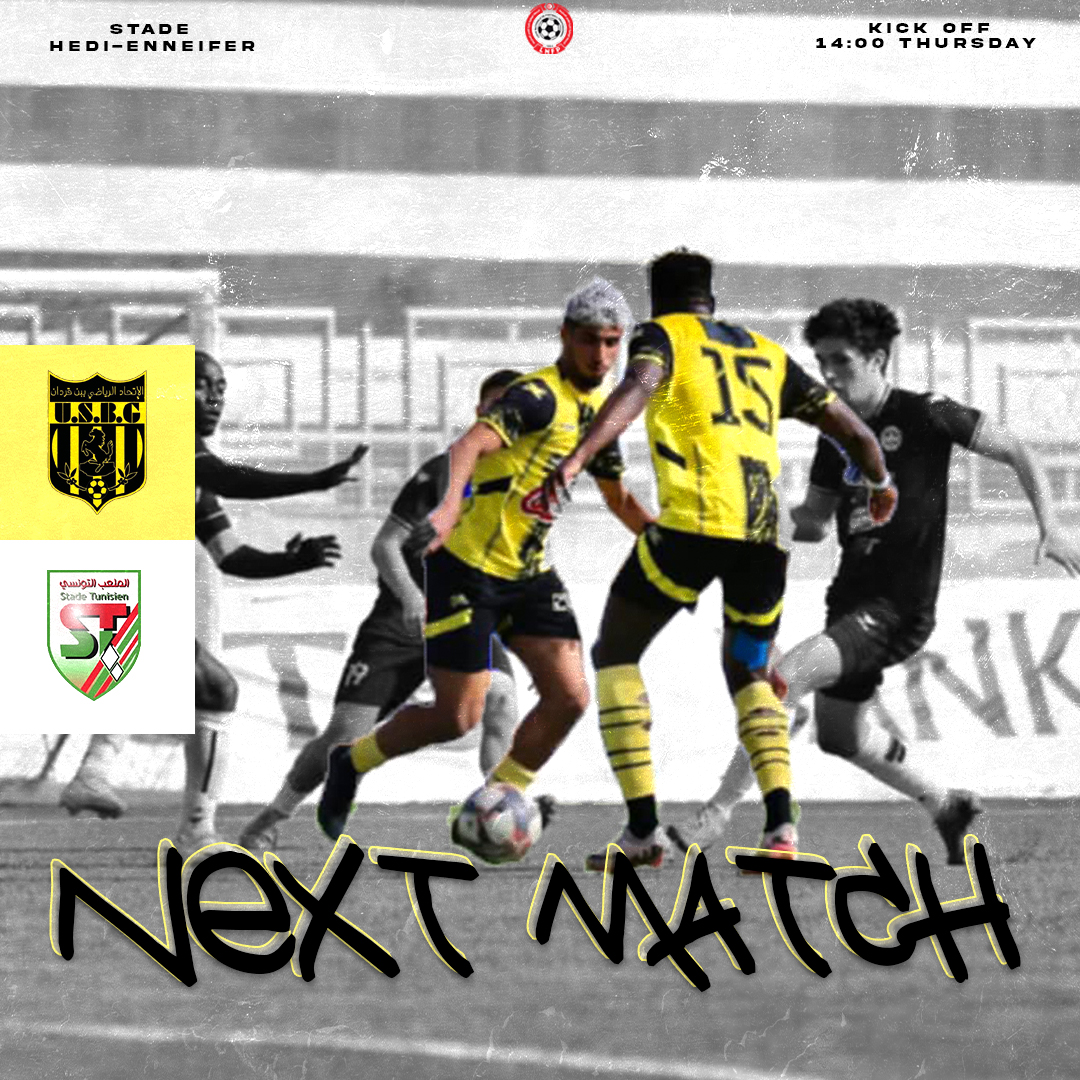 STADE
HEDI-ENNEIFER
KICK OFF
14:00 THURSDAY
LNFP
15
الإتحاد الرياضي ببن قردان
U.S.B.G
الملعب التونسي
Stade Tunisien
ST
NEXT MATCH